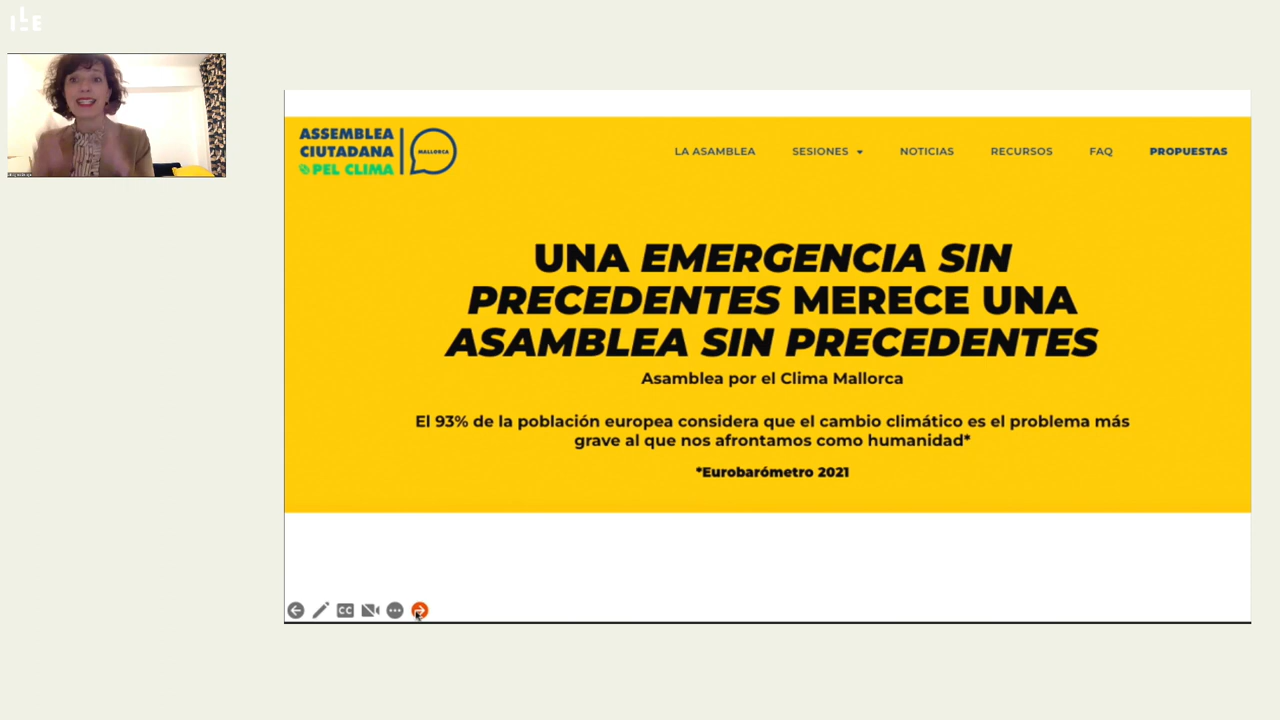 ILE
ASSEMBLEA
CIUTADANA
PEL CLIMA
MALLORCA
LA ASAMBLEA
SESIONES
NOTICIAS
RECURSOS
FAQ
PROPUESTAS
UNA EMERGENCIA SIN
PRECEDENTES MERECE UNA
ASAMBLEA SIN PRECEDENTES
Asamblea por el Clima Mallorca
El 93% de la población europea considera que el cambio climático es el problema más
grave al que nos afrontamos como humanidad*
*Eurobarómetro 2021
CC